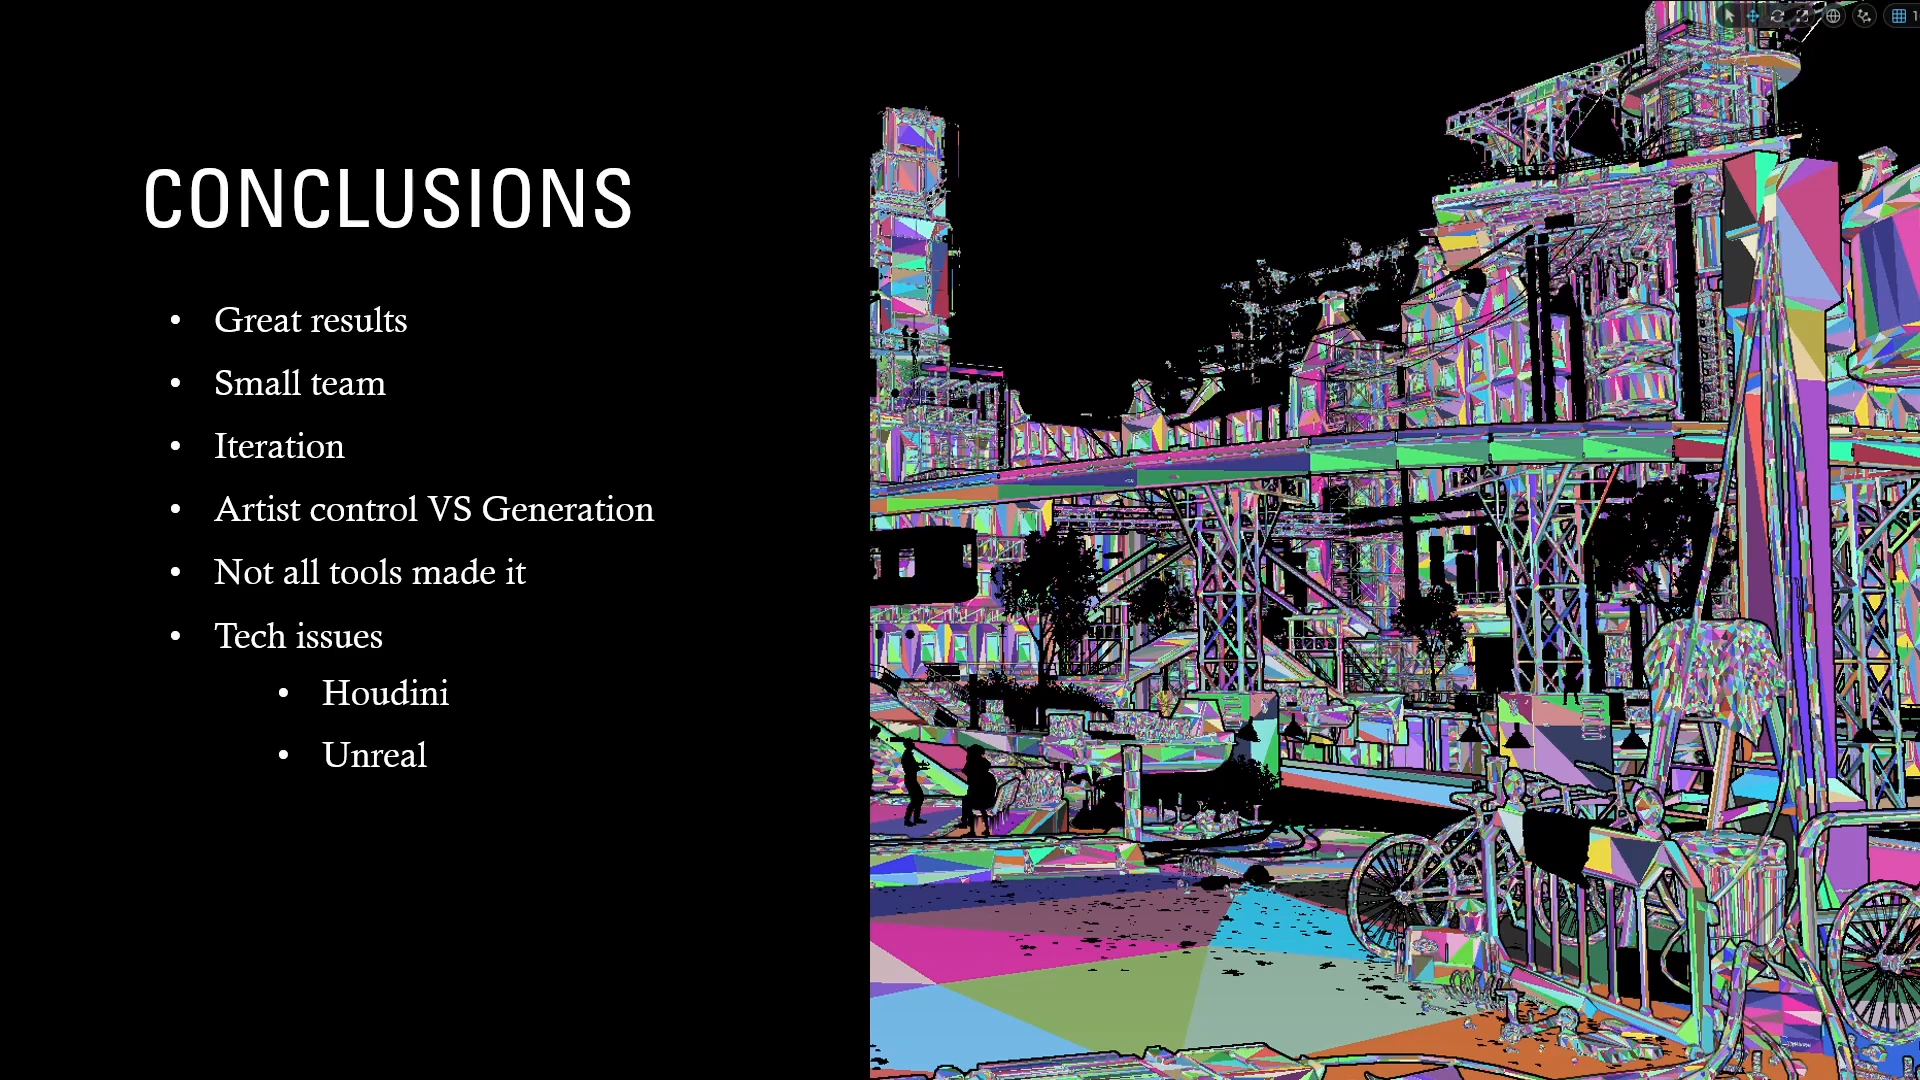 CONCLUSIONS
• Great results
• Small team
• Iteration
• Artist control VS Generation
• Not all tools made it
• Tech issues
• Houdini
• Unreal